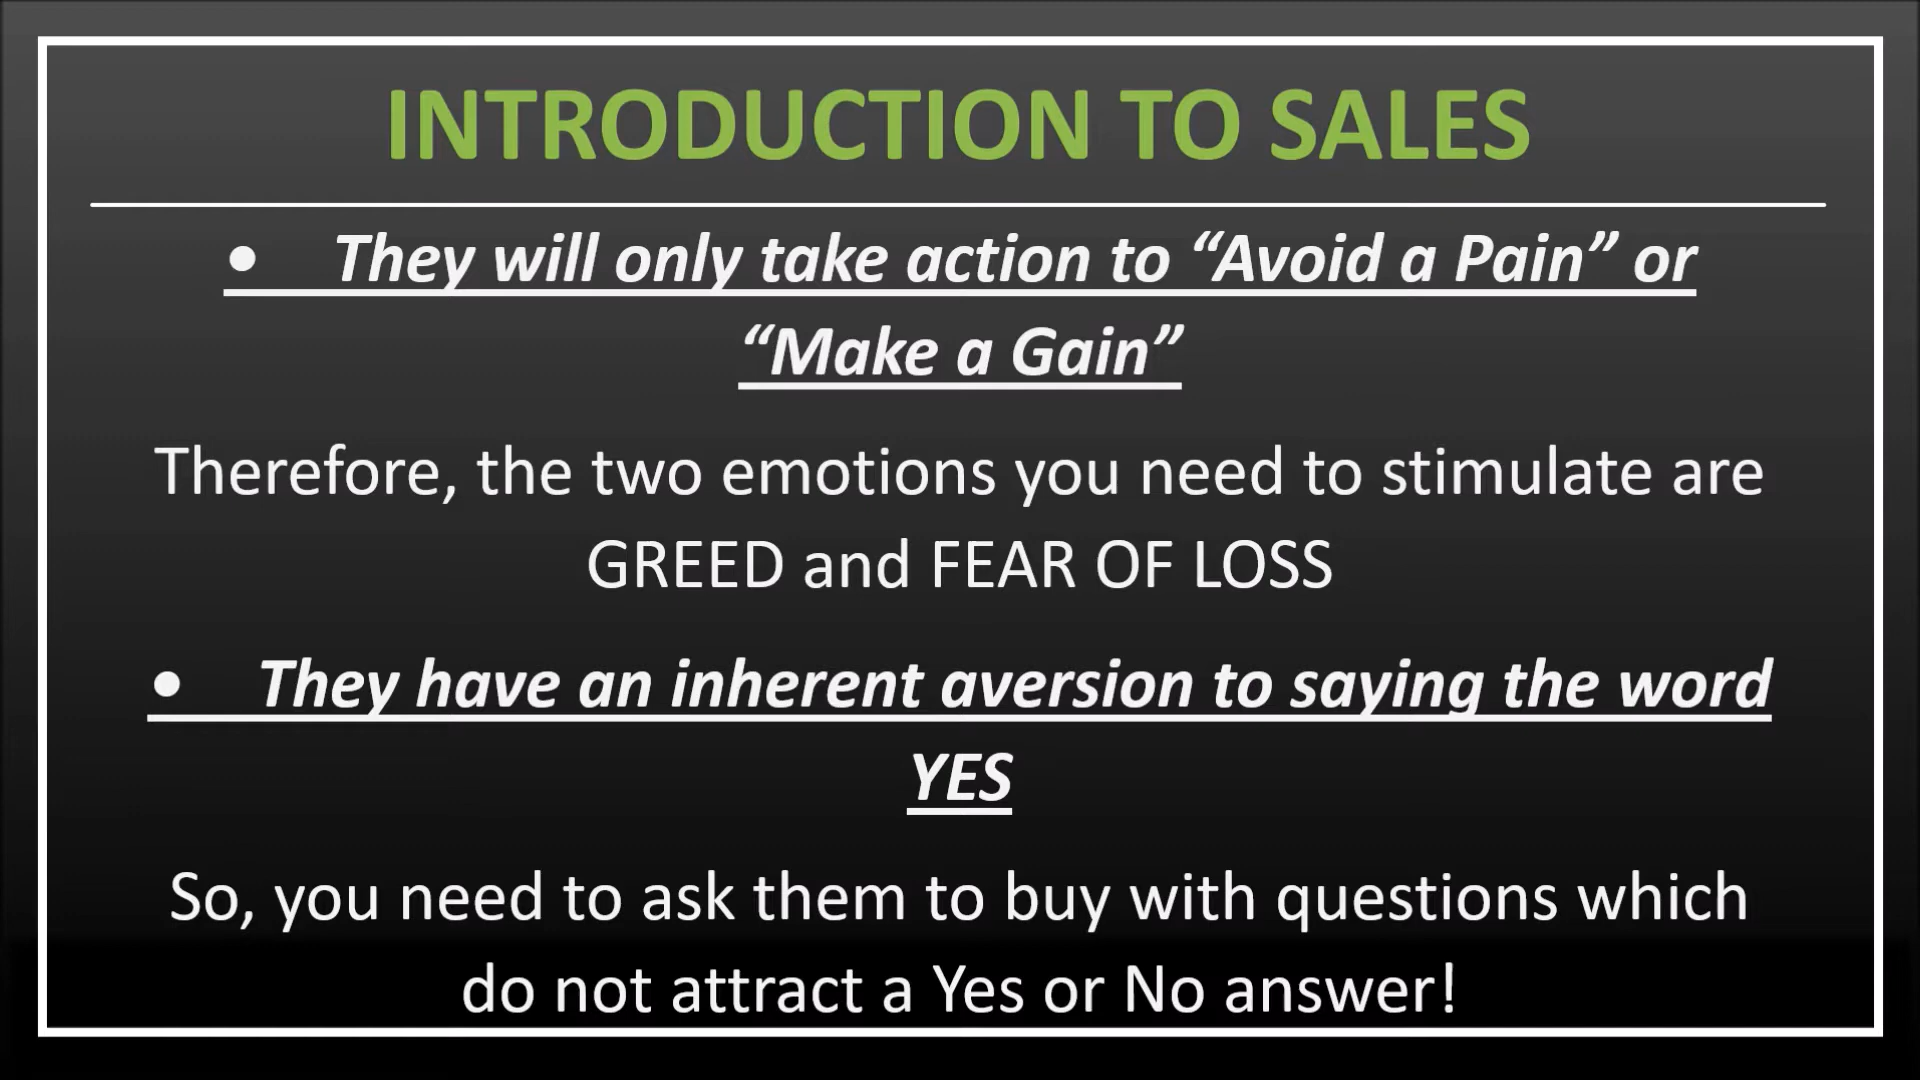 INTRODUCTION TO SALES
• They will only take action to “Avoid a Pain” or
“Make a Gain”
Therefore, the two emotions you need to stimulate are
GREED and FEAR OF LOSS
• They have an inherent aversion to saying the word
YES
So, you need to ask them to buy with questions which
do not attract a Yes or No answer!